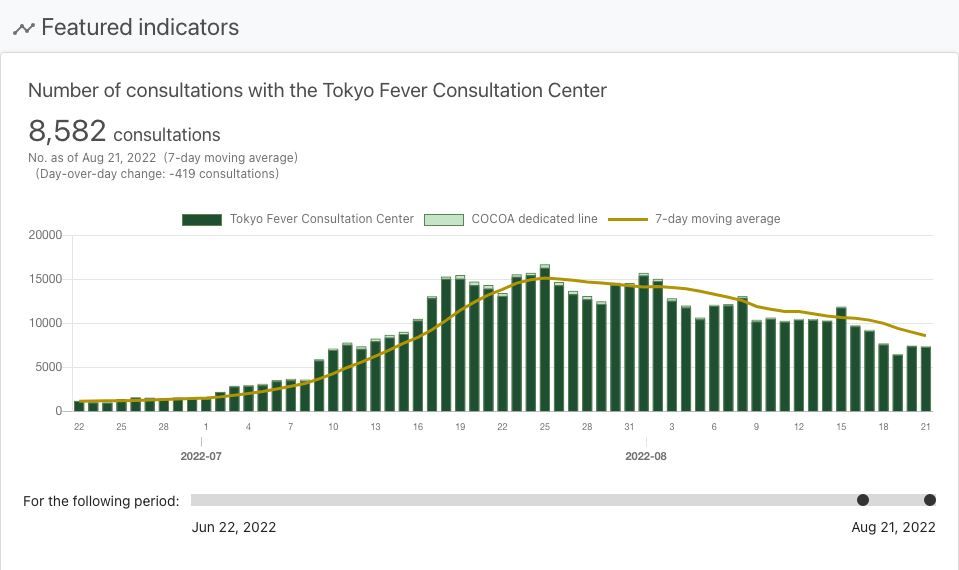 Featured indicators
Number of consultations with the Tokyo Fever Consultation Center
8,582 consultations
No. as of Aug 21, 2022 (7-day moving average)
(Day-over-day change: -419 consultations)
Tokyo Fever Consultation Center COCOA dedicated line 7-day moving average
20000
15000
10000
5000
0
22 25 28 1 4 7 10 13 16 19 22 25 28 31 3 6 9 12 15 18 21
2022-07 2022-08
For the following period:
Jun 22, 2022 Aug 21, 2022